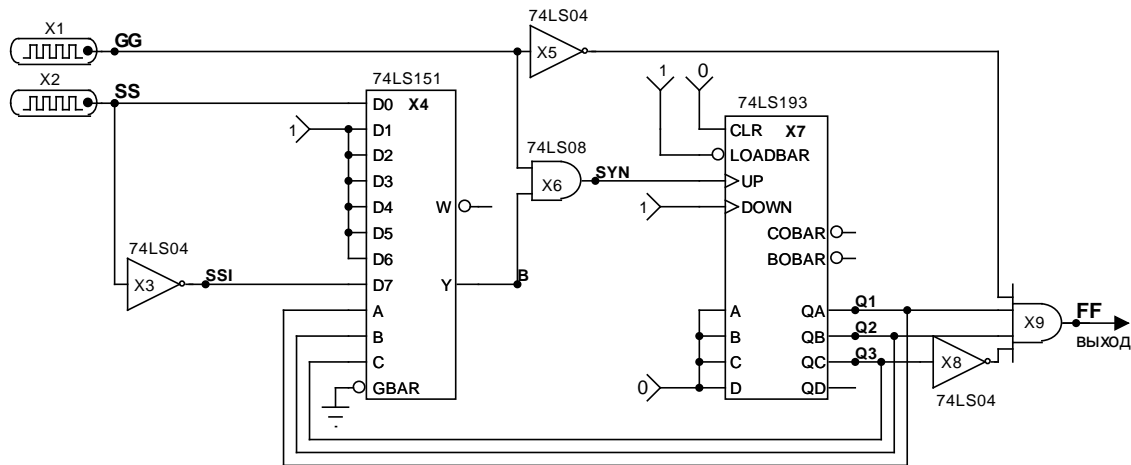 X1
GG
74LS04
X5
X2
SS
74LS151
1
0
74LS193
D0 X4
1
D1
D2
D3
D4
D5
D6
D7
A
B
C
GBAR
W
Y
74LS04
X3
SSI
B
74LS08
X6
SYN
CLR X7
LOADBAR
UP
1
DOWN
COBAR
BOBAR
A
B
C
D
0
QA
QB
QC
QD
Q1
Q2
Q3
X8
74LS04
X9
FF
ВЫХОД